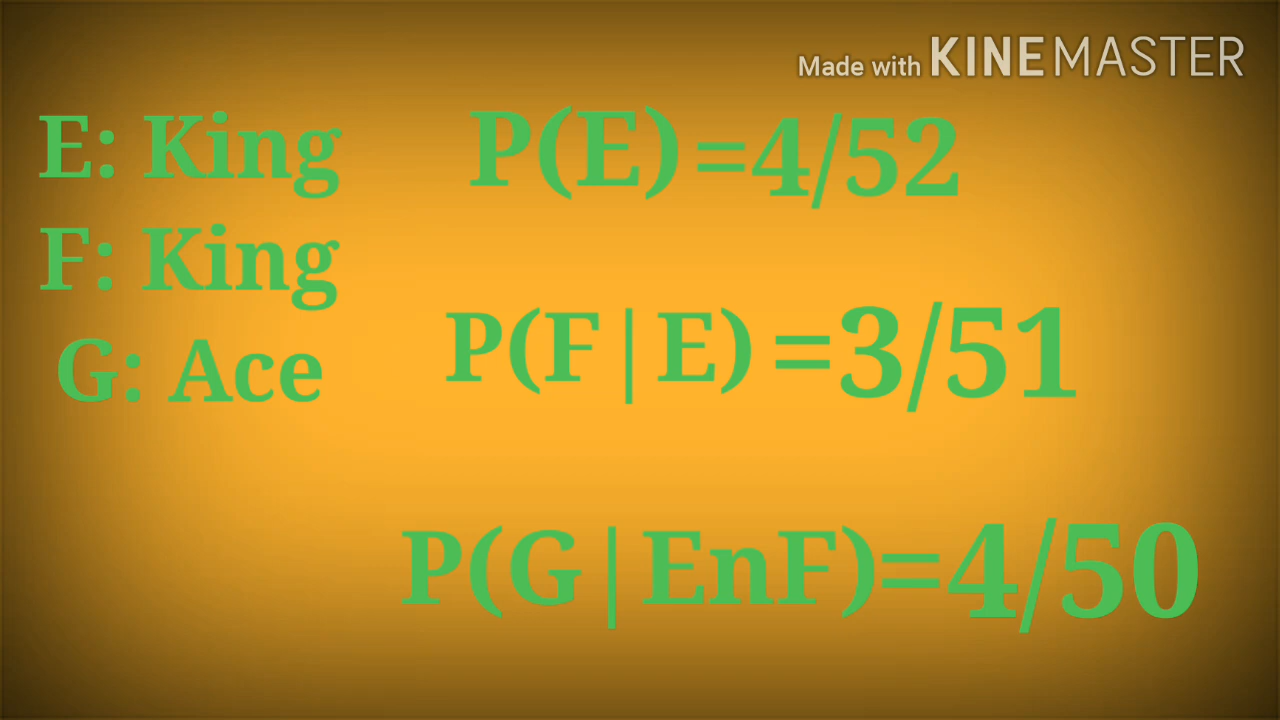 Made with KINEMASTER
E: King
F: King
G: Ace
P(E)=4/52
P(F|E)=3/51
P(G|EnF)=4/50